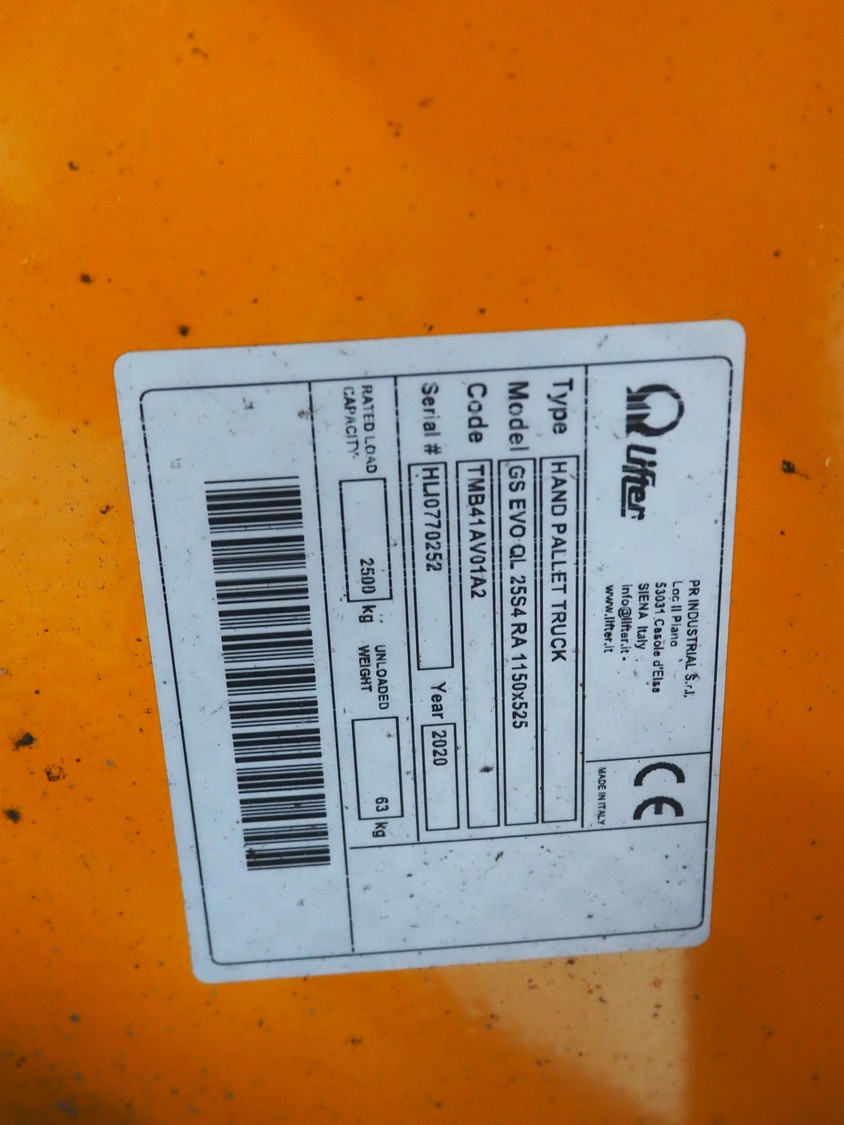 Lifter
PR INDUSTRIAL S.r.l.
Loc Il Piano
53031 Casole d'Elsa
SIENA Italy
info@lifter.it -
www.lifter.it
CE
MADE IN ITALY
Type HAND PALLET TRUCK
Model GS EVO QL 25S4 RA 1150x525
Code TMB41AV01A2
Serial # HLI0770252 Year 2020
RATED LOAD CAPACITY 2500 kg UNLOADED WEIGHT 63 kg